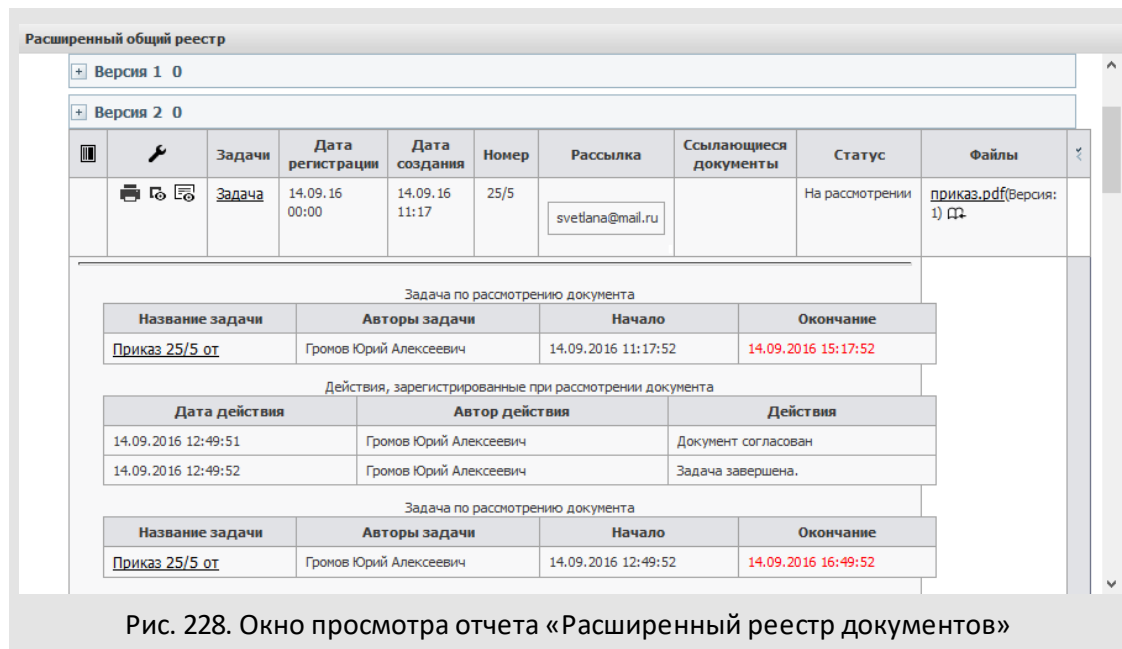 Расширенный общий реестр
Версия 1 0
Версия 2 0
Задачи Дата регистрации Дата создания Номер Рассылка Ссылающиеся документы Статус Файлы
Задача 14.09.16 00:00 14.09.16 11:17 25/5 svetlana@mail.ru На рассмотрении приказ.pdf(Версия: 1)
Задача по рассмотрению документа
Название задачи Авторы задачи Начало Окончание
Приказ 25/5 от Громов Юрий Алексеевич 14.09.2016 11:17:52 14.09.2016 15:17:52
Действия, зарегистрированные при рассмотрении документа
Дата действия Автор действия Действия
14.09.2016 12:49:51 Громов Юрий Алексеевич Документ согласован
14.09.2016 12:49:52 Громов Юрий Алексеевич Задача завершена.
Задача по рассмотрению документа
Название задачи Авторы задачи Начало Окончание
Приказ 25/5 от Громов Юрий Алексеевич 14.09.2016 12:49:52 14.09.2016 16:49:52
Рис. 228. Окно просмотра отчета «Расширенный реестр документов»